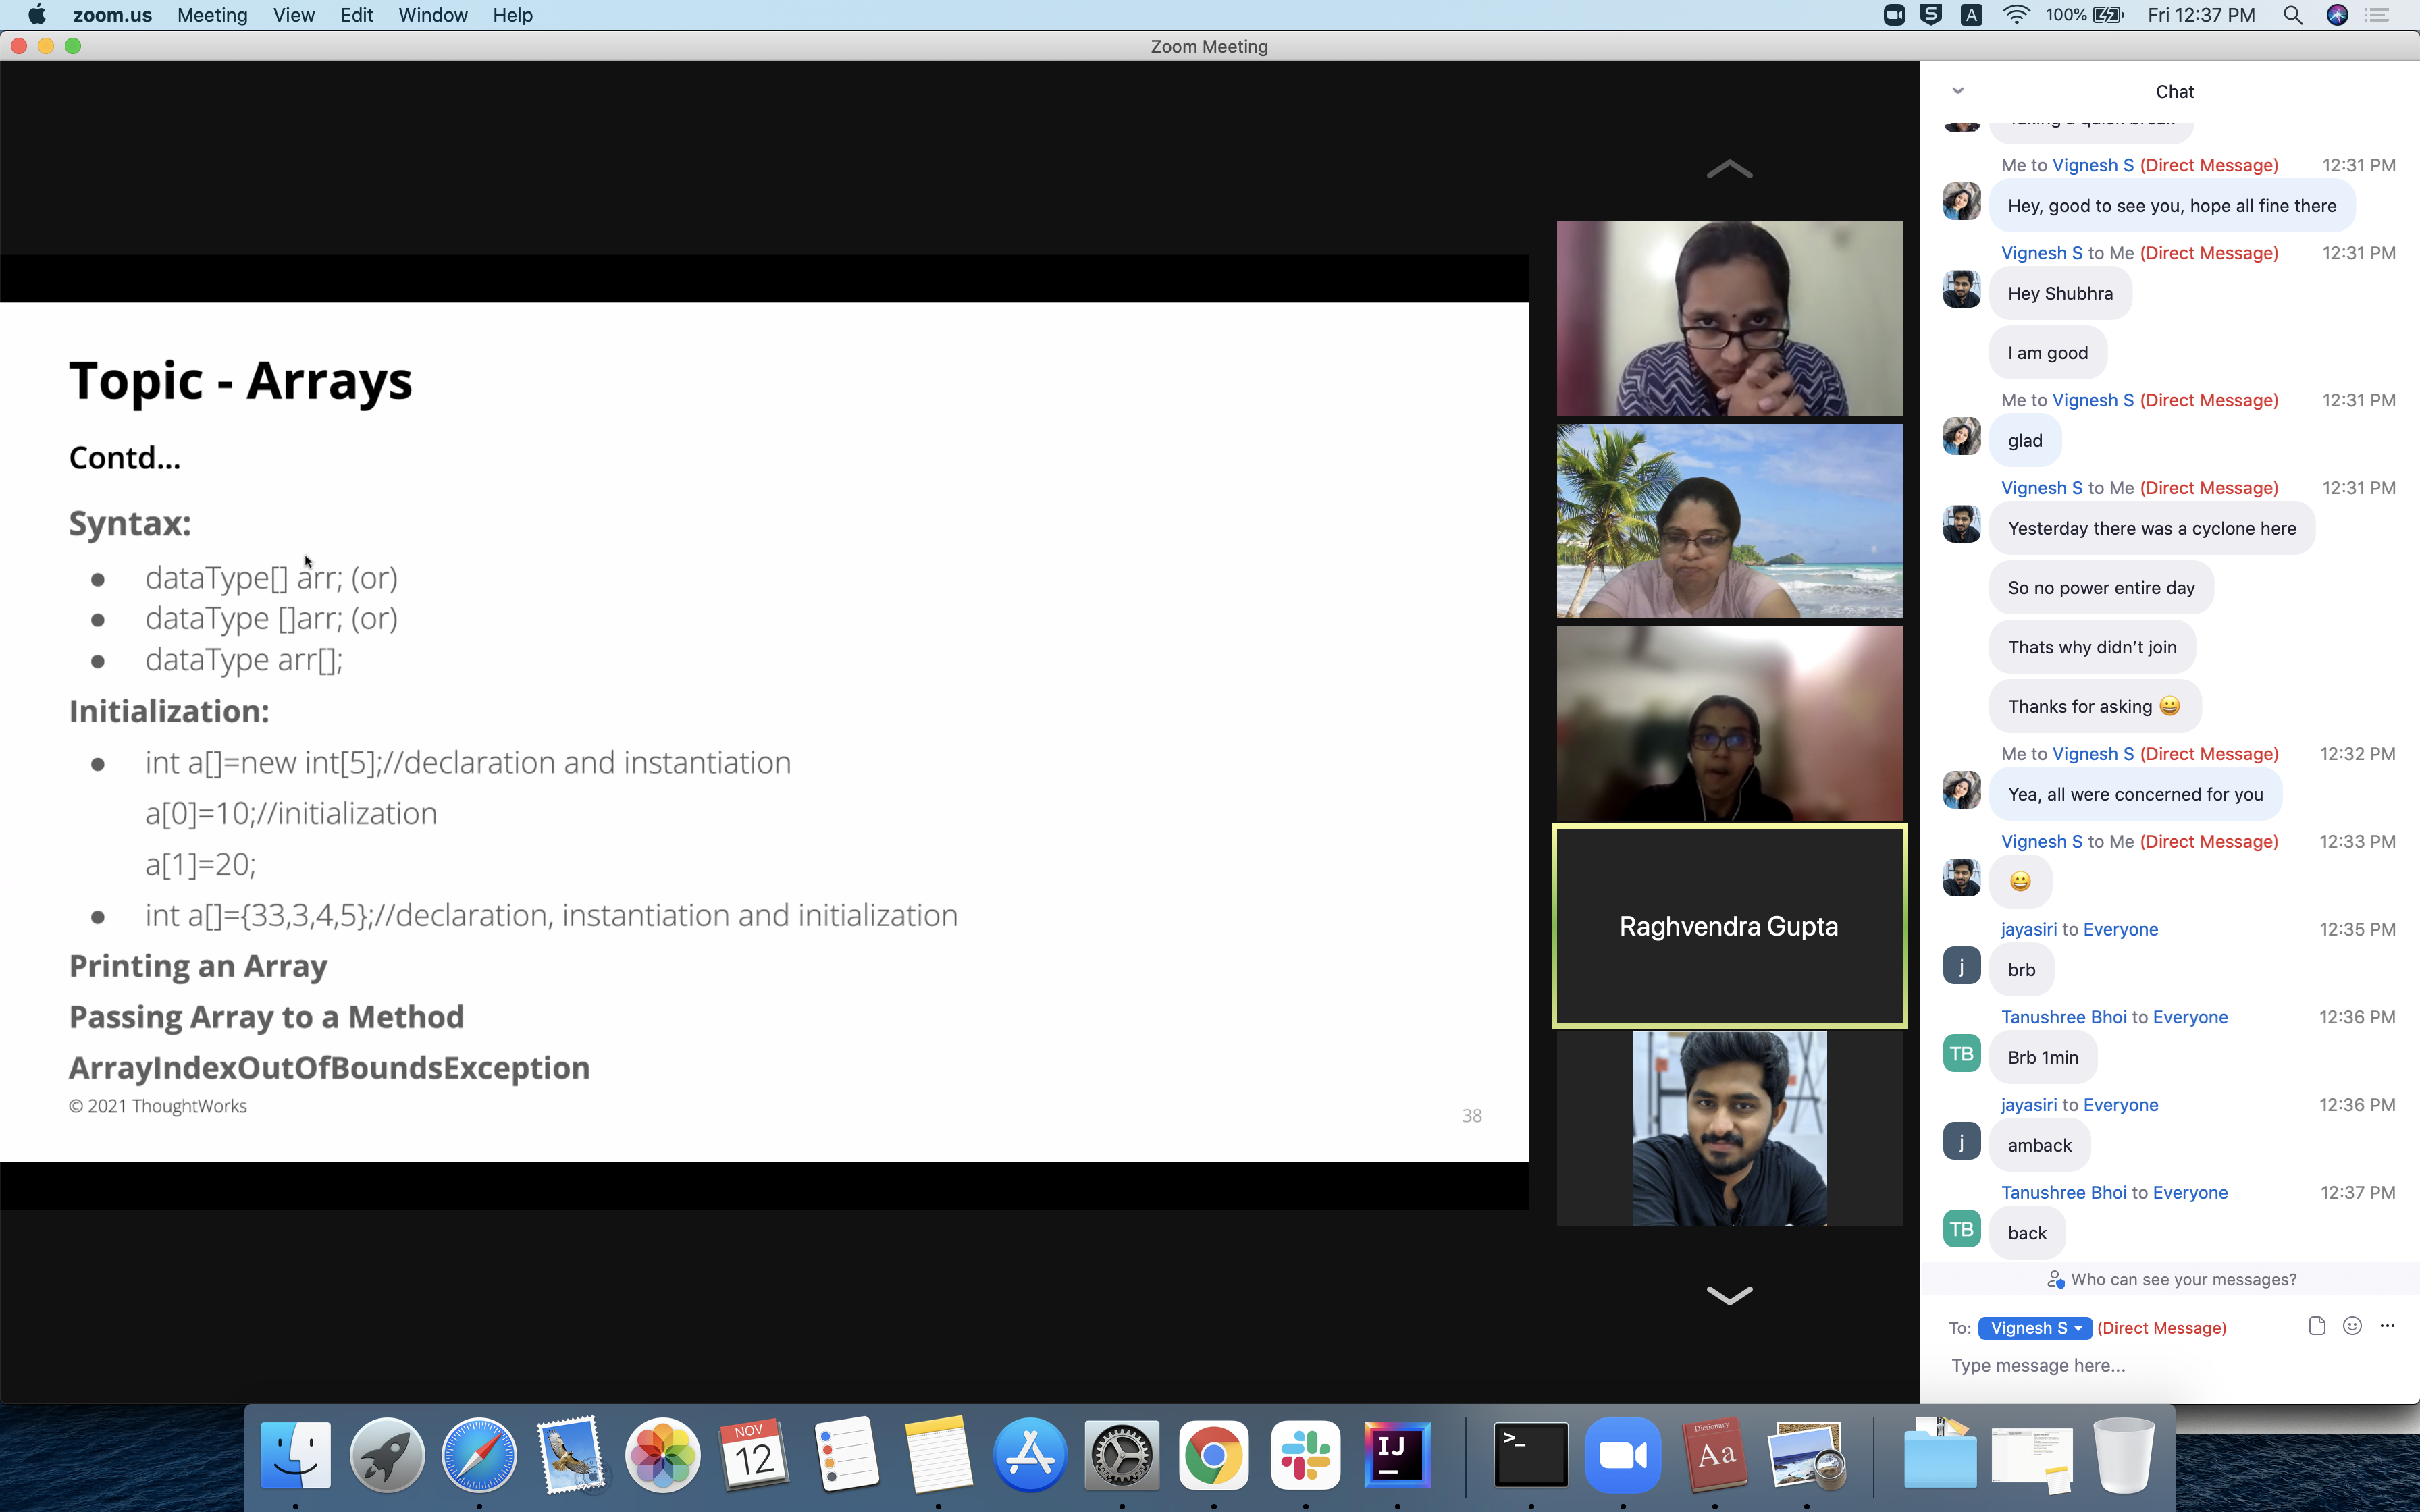 zoom.us Meeting View Edit Window Help
A 100% Fri 12:37 PM
Zoom Meeting
Topic - Arrays
Contd...
Syntax:
● dataType[] arr; (or)
● dataType []arr; (or)
● dataType arr[];
Initialization:
● int a[]=new int[5];//declaration and instantiation
a[0]=10;//initialization
a[1]=20;
● int a[]={33,3,4,5};//declaration, instantiation and initialization
Printing an Array
Passing Array to a Method
ArrayIndexOutOfBoundsException
© 2021 ThoughtWorks
38
Raghvendra Gupta
Chat
Taking a quick break
Me to Vignesh S (Direct Message) 12:31 PM
Hey, good to see you, hope all fine there
Vignesh S to Me (Direct Message) 12:31 PM
Hey Shubhra
I am good
Me to Vignesh S (Direct Message) 12:31 PM
glad
Vignesh S to Me (Direct Message) 12:31 PM
Yesterday there was a cyclone here
So no power entire day
Thats why didn’t join
Thanks for asking 😀
Me to Vignesh S (Direct Message) 12:32 PM
Yea, all were concerned for you
Vignesh S to Me (Direct Message) 12:33 PM
😀
jayasiri to Everyone 12:35 PM
j
brb
Tanushree Bhoi to Everyone 12:36 PM
TB
Brb 1min
jayasiri to Everyone 12:36 PM
j
amback
Tanushree Bhoi to Everyone 12:37 PM
TB
back
Who can see your messages?
To: Vignesh S (Direct Message)
Type message here...
NOV
12
IJ
>_
Dictionary
Aa